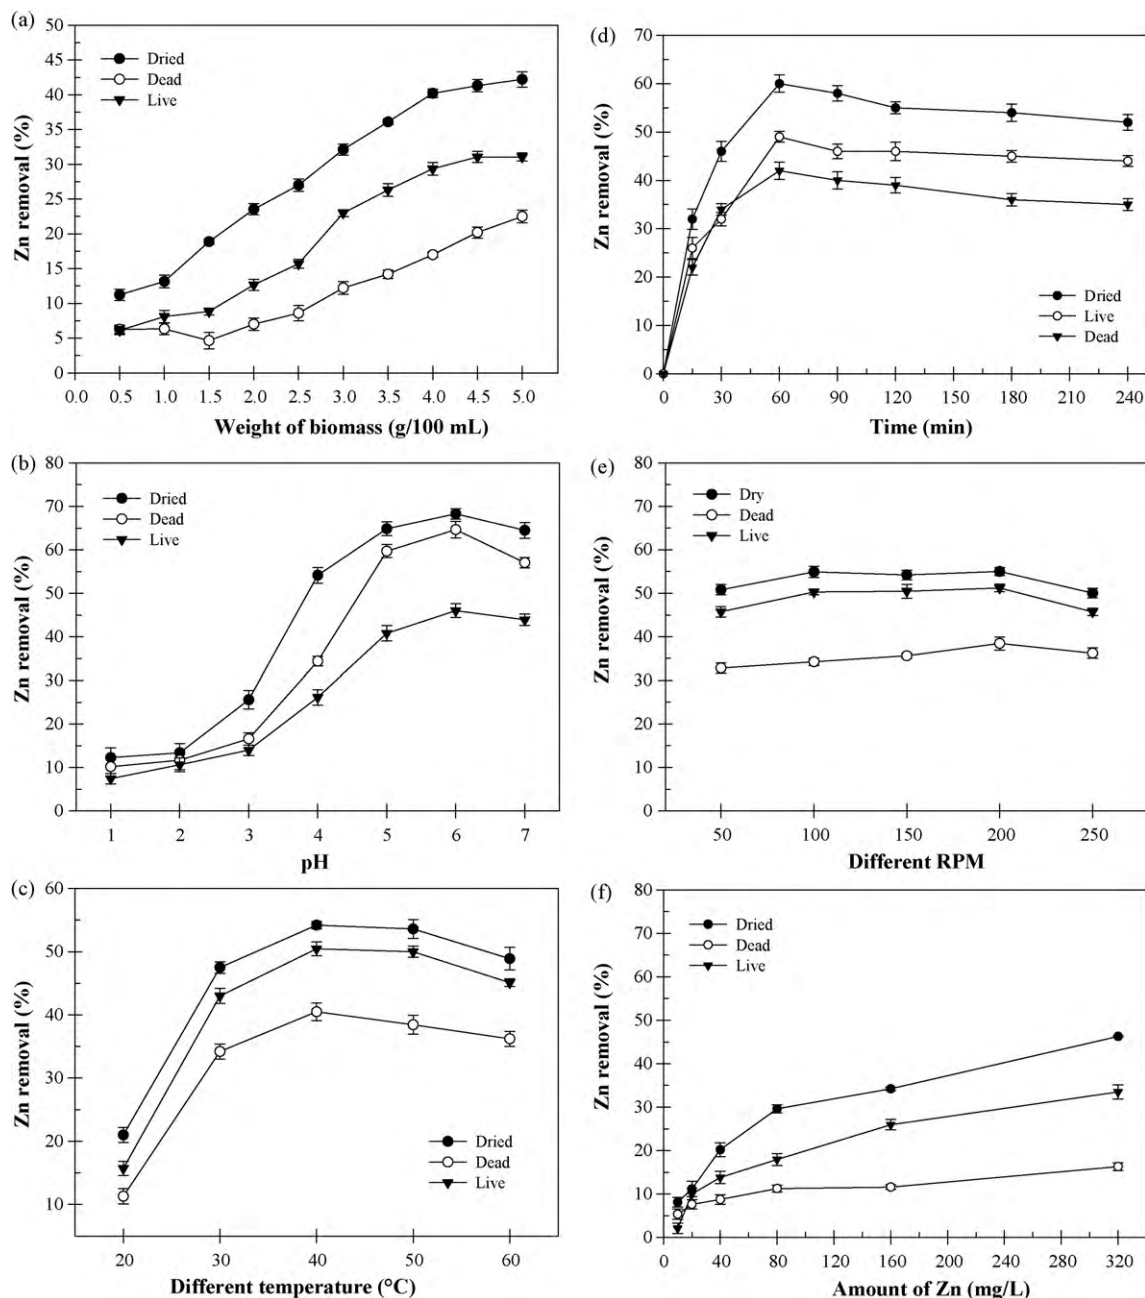 (a)
50
45
40
35
30
25
20
15
10
5
0
Zn removal (%)
Dried
Dead
Live
0.0 0.5 1.0 1.5 2.0 2.5 3.0 3.5 4.0 4.5 5.0
Weight of biomass (g/100 mL)
(b)
80
70
60
50
40
30
20
10
0
Zn removal (%)
Dried
Dead
Live
1 2 3 4 5 6 7
pH
(c)
60
50
40
30
20
10
Zn removal (%)
Dried
Dead
Live
20 30 40 50 60
Different temperature (°C)
(d)
70
60
50
40
30
20
10
0
Zn removal (%)
Dried
Live
Dead
0 30 60 90 120 150 180 210 240
Time (min)
(e)
80
70
60
50
40
30
20
10
0
Zn removal (%)
Dry
Dead
Live
50 100 150 200 250
Different RPM
(f)
80
70
60
50
40
30
20
10
0
Zn removal (%)
Dried
Dead
Live
0 40 80 120 160 200 240 280 320
Amount of Zn (mg/L)